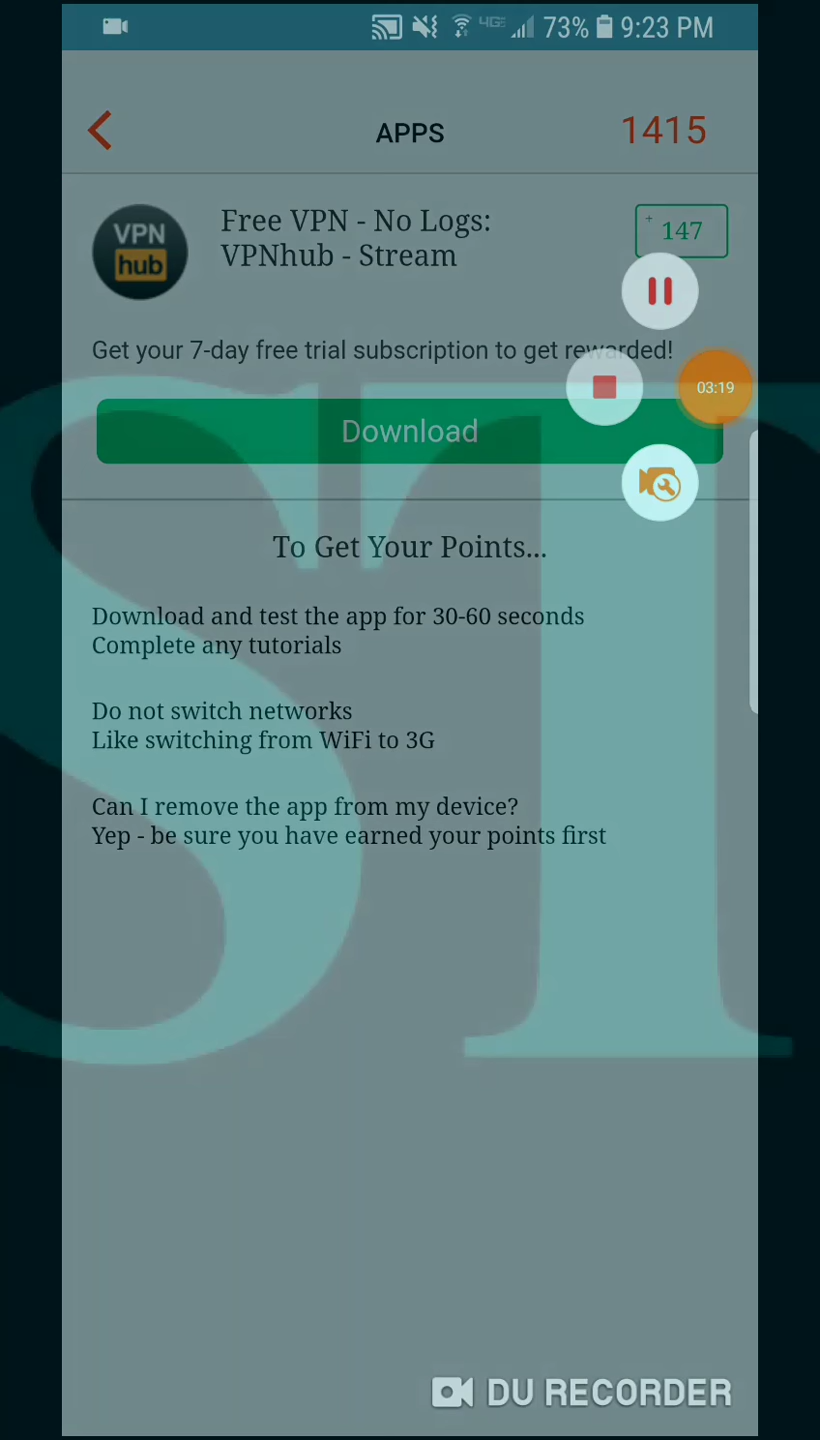 4GE 73% 9:23 PM
APPS 1415
Free VPN - No Logs:
VPNhub - Stream
+ 147
VPN
hub
Get your 7-day free trial subscription to get rewarded!
03:19
Download
To Get Your Points...
Download and test the app for 30-60 seconds
Complete any tutorials
Do not switch networks
Like switching from WiFi to 3G
Can I remove the app from my device?
Yep - be sure you have earned your points first
ST
DU RECORDER